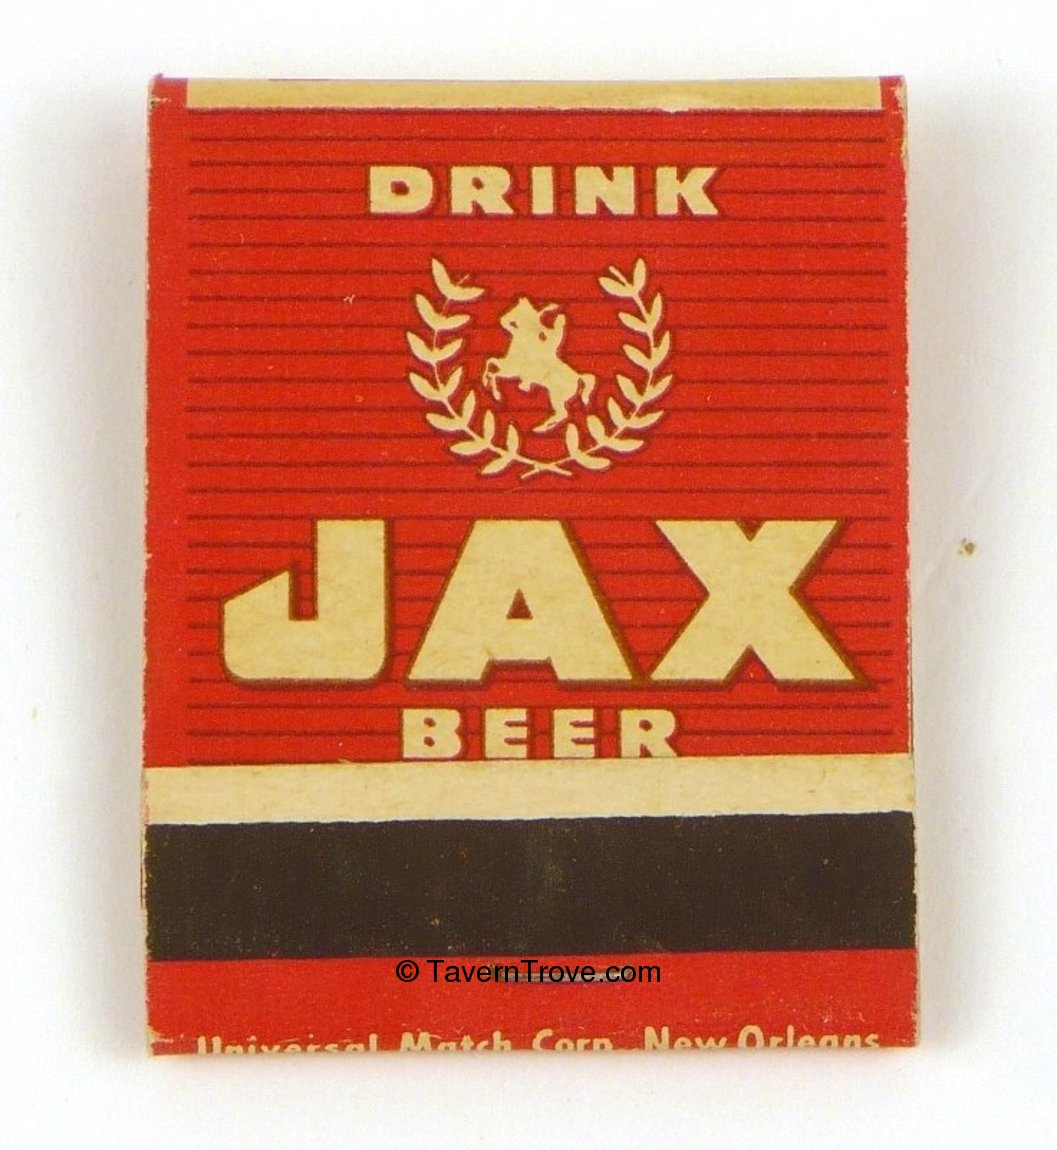 DRINK
JAX
BEER
© TavernTrove.com
Universal Match Corp. New Orleans